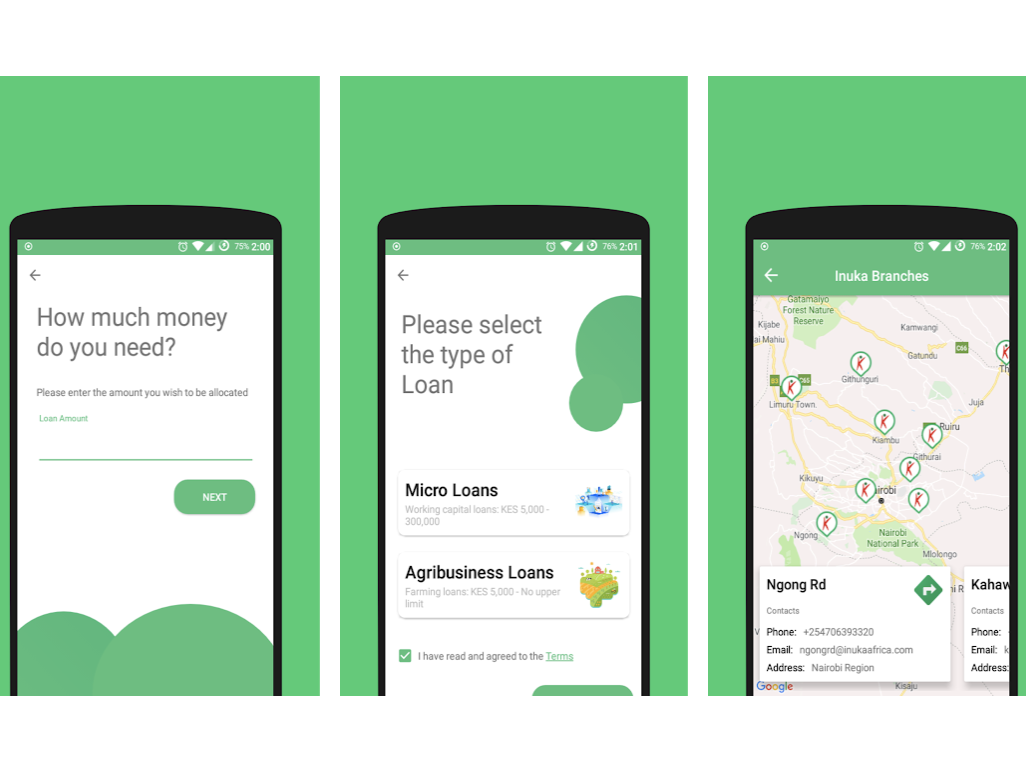 75% 2:00
How much money
do you need?
Please enter the amount you wish to be allocated
Loan Amount
NEXT
76% 2:01
Please select
the type of
Loan
Micro Loans
Working capital loans: KES 5,000 -
300,000
Agribusiness Loans
Farming loans: KES 5,000 - No upper
limit
I have read and agreed to the Terms
76% 2:02
Inuka Branches
Gatamaiyo
Forest Nature
Reserve
Kijabe
ai Mahiu
Kamwangi
C66
Gatundu
Th
Githunguri
C65
Limuru Town.
Juja
Ruiru
Kiambu
Githurai
Kikuyu
airobi
Ngong
Nairobi
National Park
Mlolongo
Ngong Rd
Contacts
Phone: +254706393320
Email: ngongrd@inukaafrica.com
Address: Nairobi Region
ni R
Kahaw
Contacts
Phone:
Email: k
Address:
Google
Kisaju